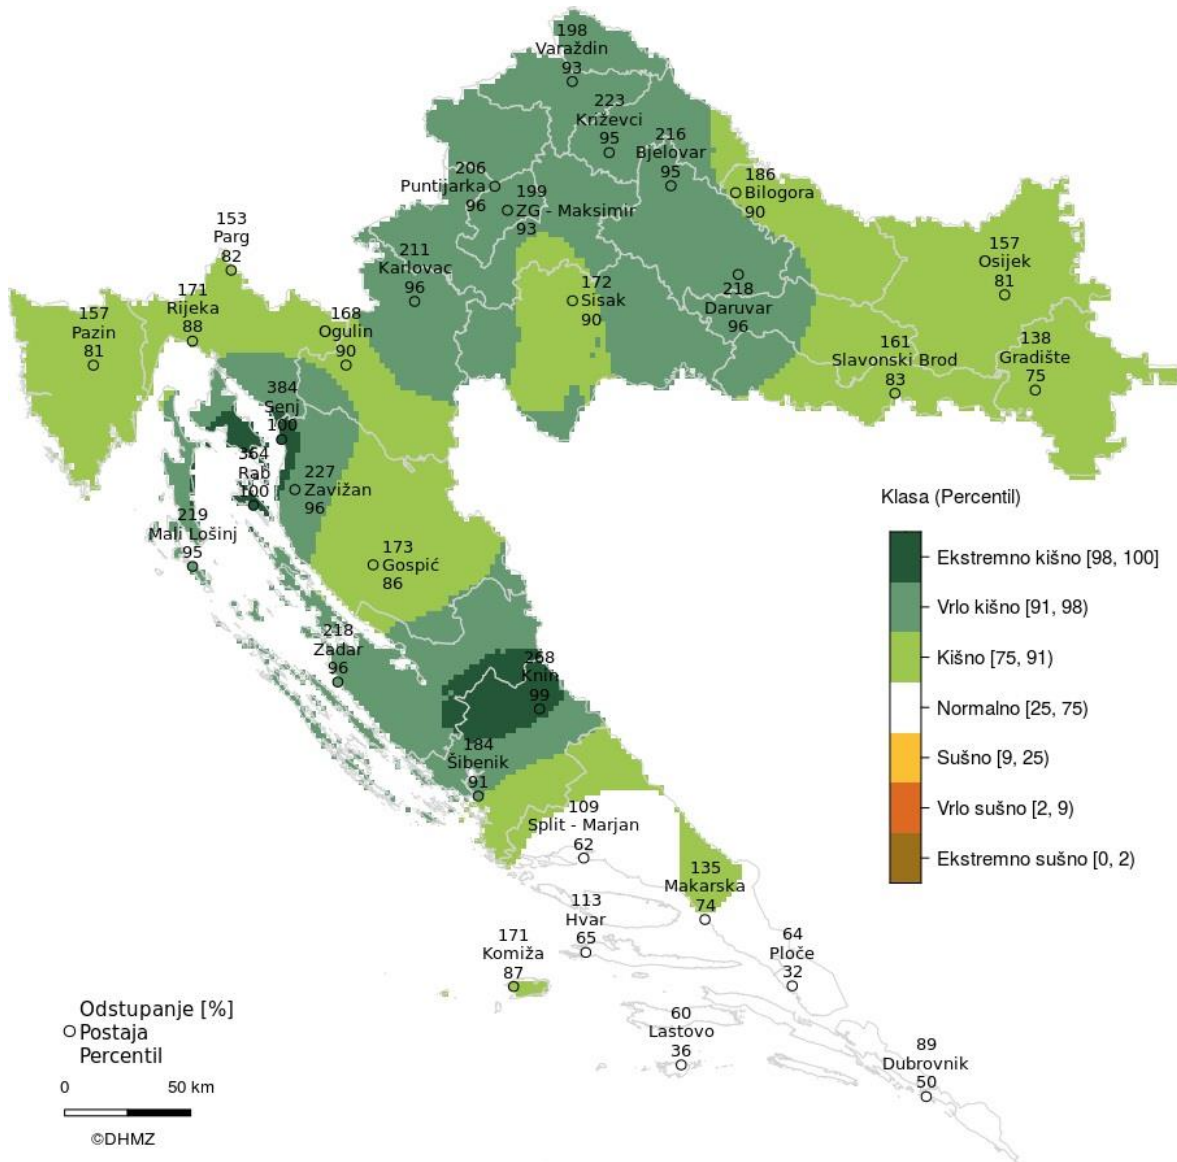 198
Varaždin
93
223
Križevci
95
216
Bjelovar
95
206
Puntijarka
96
199
ZG - Maksimir
93
186
Bilogora
90
153
Parg
82
211
Karlovac
96
172
Sisak
90
218
Daruvar
96
157
Osijek
81
157
Pazin
81
171
Rijeka
88
168
Ogulin
90
161
Slavonski Brod
83
138
Gradište
75
384
Senj
100
364
Rab
100
227
Zavižan
96
219
Mali Lošinj
95
173
Gospić
86
218
Zadar
96
268
Knin
99
184
Šibenik
91
109
Split - Marjan
62
135
Makarska
74
113
Hvar
65
171
Komiža
87
64
Ploče
32
60
Lastovo
36
89
Dubrovnik
50
Klasa (Percentil)
Ekstremno kišno [98, 100]
Vrlo kišno [91, 98)
Kišno [75, 91)
Normalno [25, 75)
Sušno [9, 25)
Vrlo sušno [2, 9)
Ekstremno sušno [0, 2)
Odstupanje [%]
Postaja
Percentil
0 50 km
©DHMZ